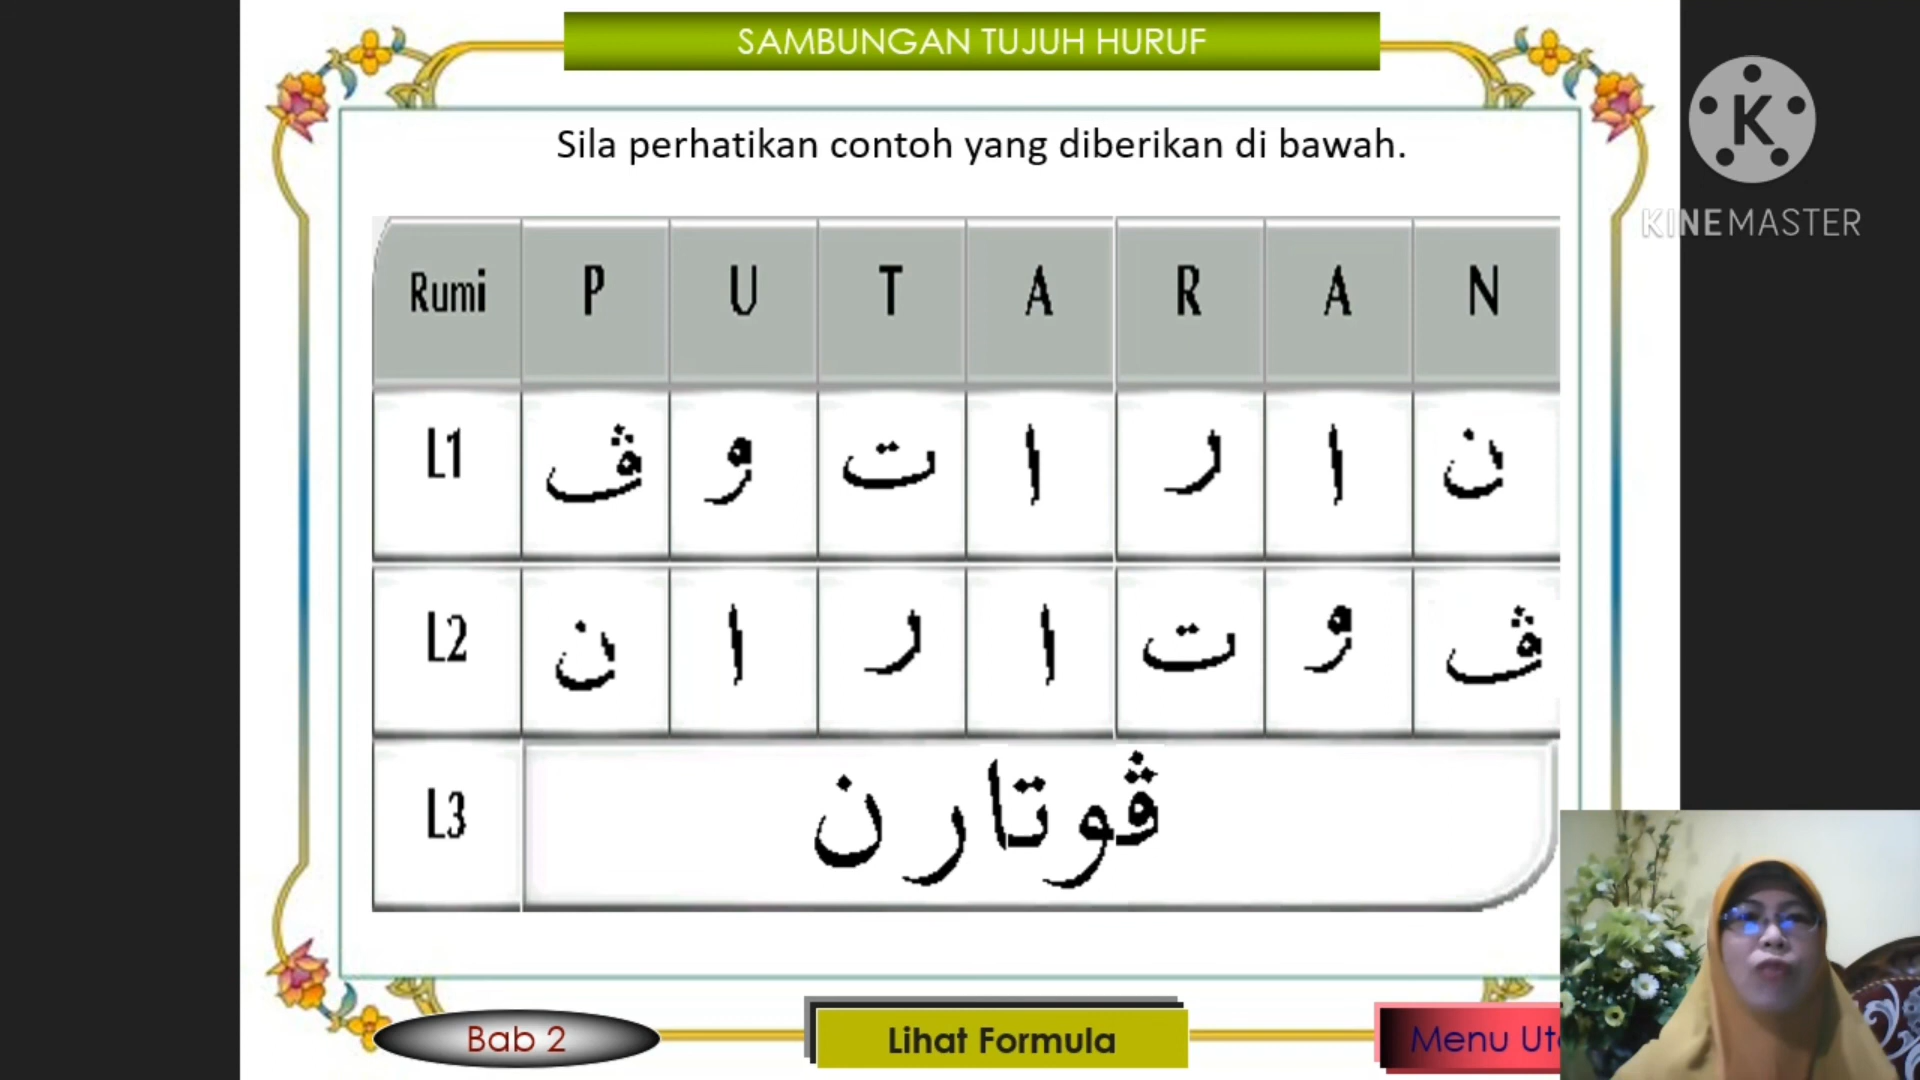 SAMBUNGAN TUJUH HURUF
K
KINEMASTER
Sila perhatikan contoh yang diberikan di bawah.
Rumi P U T A R A N
L1 ڤ و ت ا ر ا ن
L2 ن ا ر ا ت و ڤ
L3 ڤوتارن
Bab 2
Lihat Formula
Menu